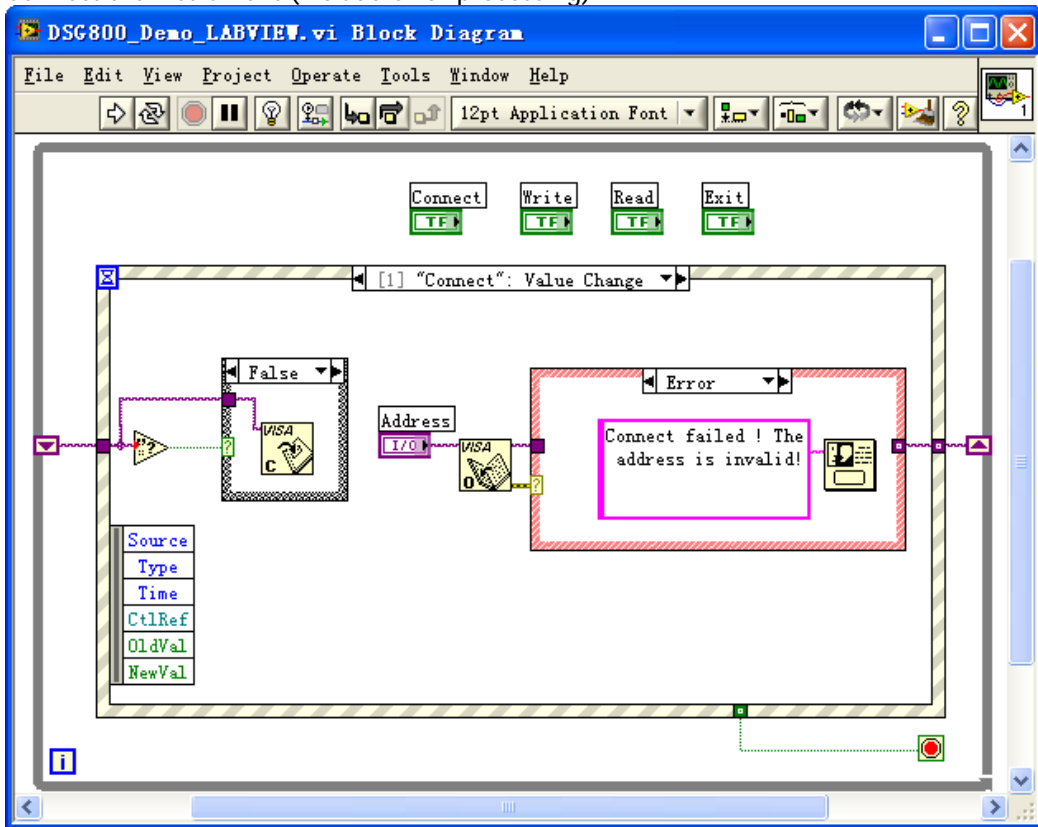 DSG800_Demo_LABVIEW.vi Block Diagram
File Edit View Project Operate Tools Window Help
12pt Application Font
1
Connect Write Read Exit
TF TF TF TF
[1] "Connect": Value Change
False
Error
Address
I/O
VISA
C
VISA
O
Connect failed ! The
address is invalid!
?
?
?
Source
Type
Time
CtlRef
OldVal
NewVal
i